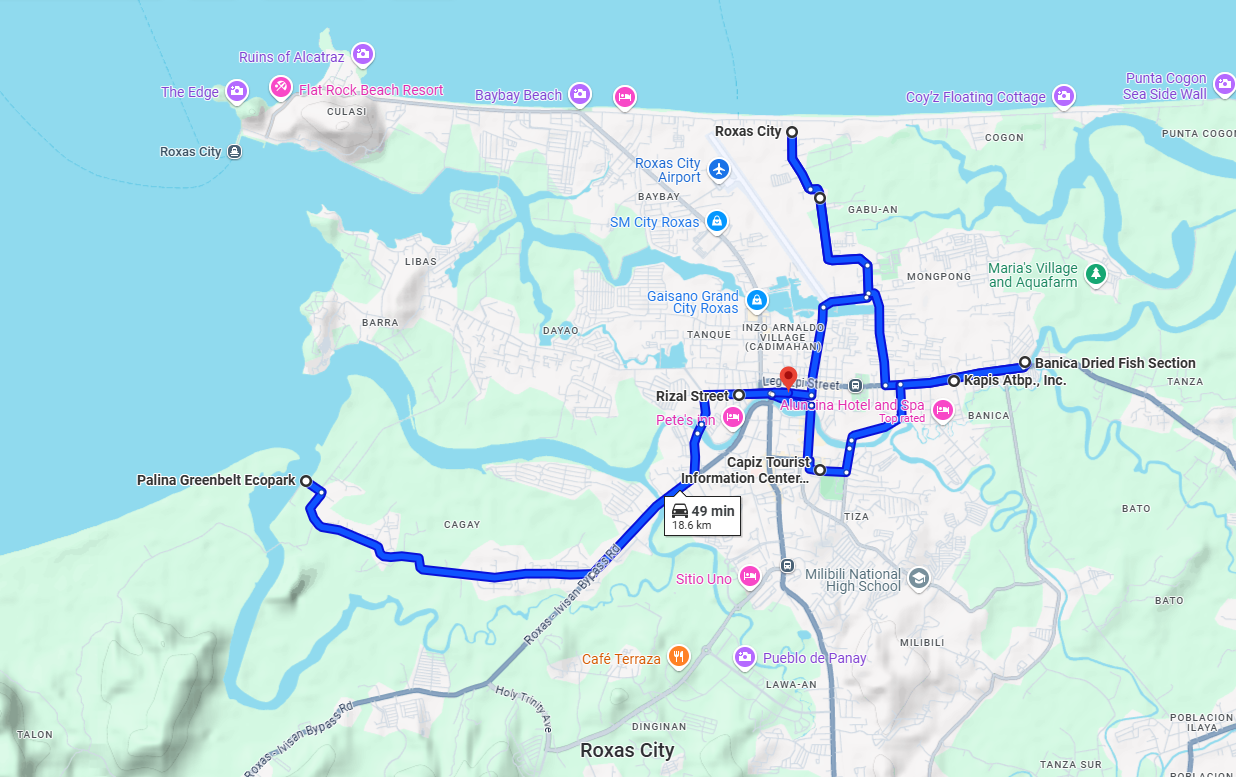 Ruins of Alcatraz
The Edge
Flat Rock Beach Resort
CULASI
Baybay Beach
Coy'z Floating Cottage
Punta Cogon
Sea Side Wall
Roxas City
Roxas City
COGON
PUNTA COGON
Roxas City
Airport
BAYBAY
GABU-AN
SM City Roxas
LIBAS
MONGPONG
Maria's Village
and Aquafarm
Gaisano Grand
City Roxas
BARRA
DAYAO
TANQUE
INZO ARNALDO
VILLAGE
(CADIMAHAN)
Banica Dried Fish Section
Kapis Atbp., Inc.
TANZA
Legaspi Street
Rizal Street
Alumina Hotel and Spa
Top rated
BANICA
Pete's inn
Capiz Tourist
Information Center...
Palina Greenbelt Ecopark
49 min
18.6 km
CAGAY
TIZA
BATO
Roxas - Ivisan Bypass Rd
Sitio Uno
Milibili National
High School
BATO
MILIBILI
Café Terraza
Pueblo de Panay
LAWA-AN
Holy Trinity Ave
Roxas - Ivisan Bypass Rd
DINGINAN
TALON
Roxas City
POBLACION
ILAYA
TANZA SUR